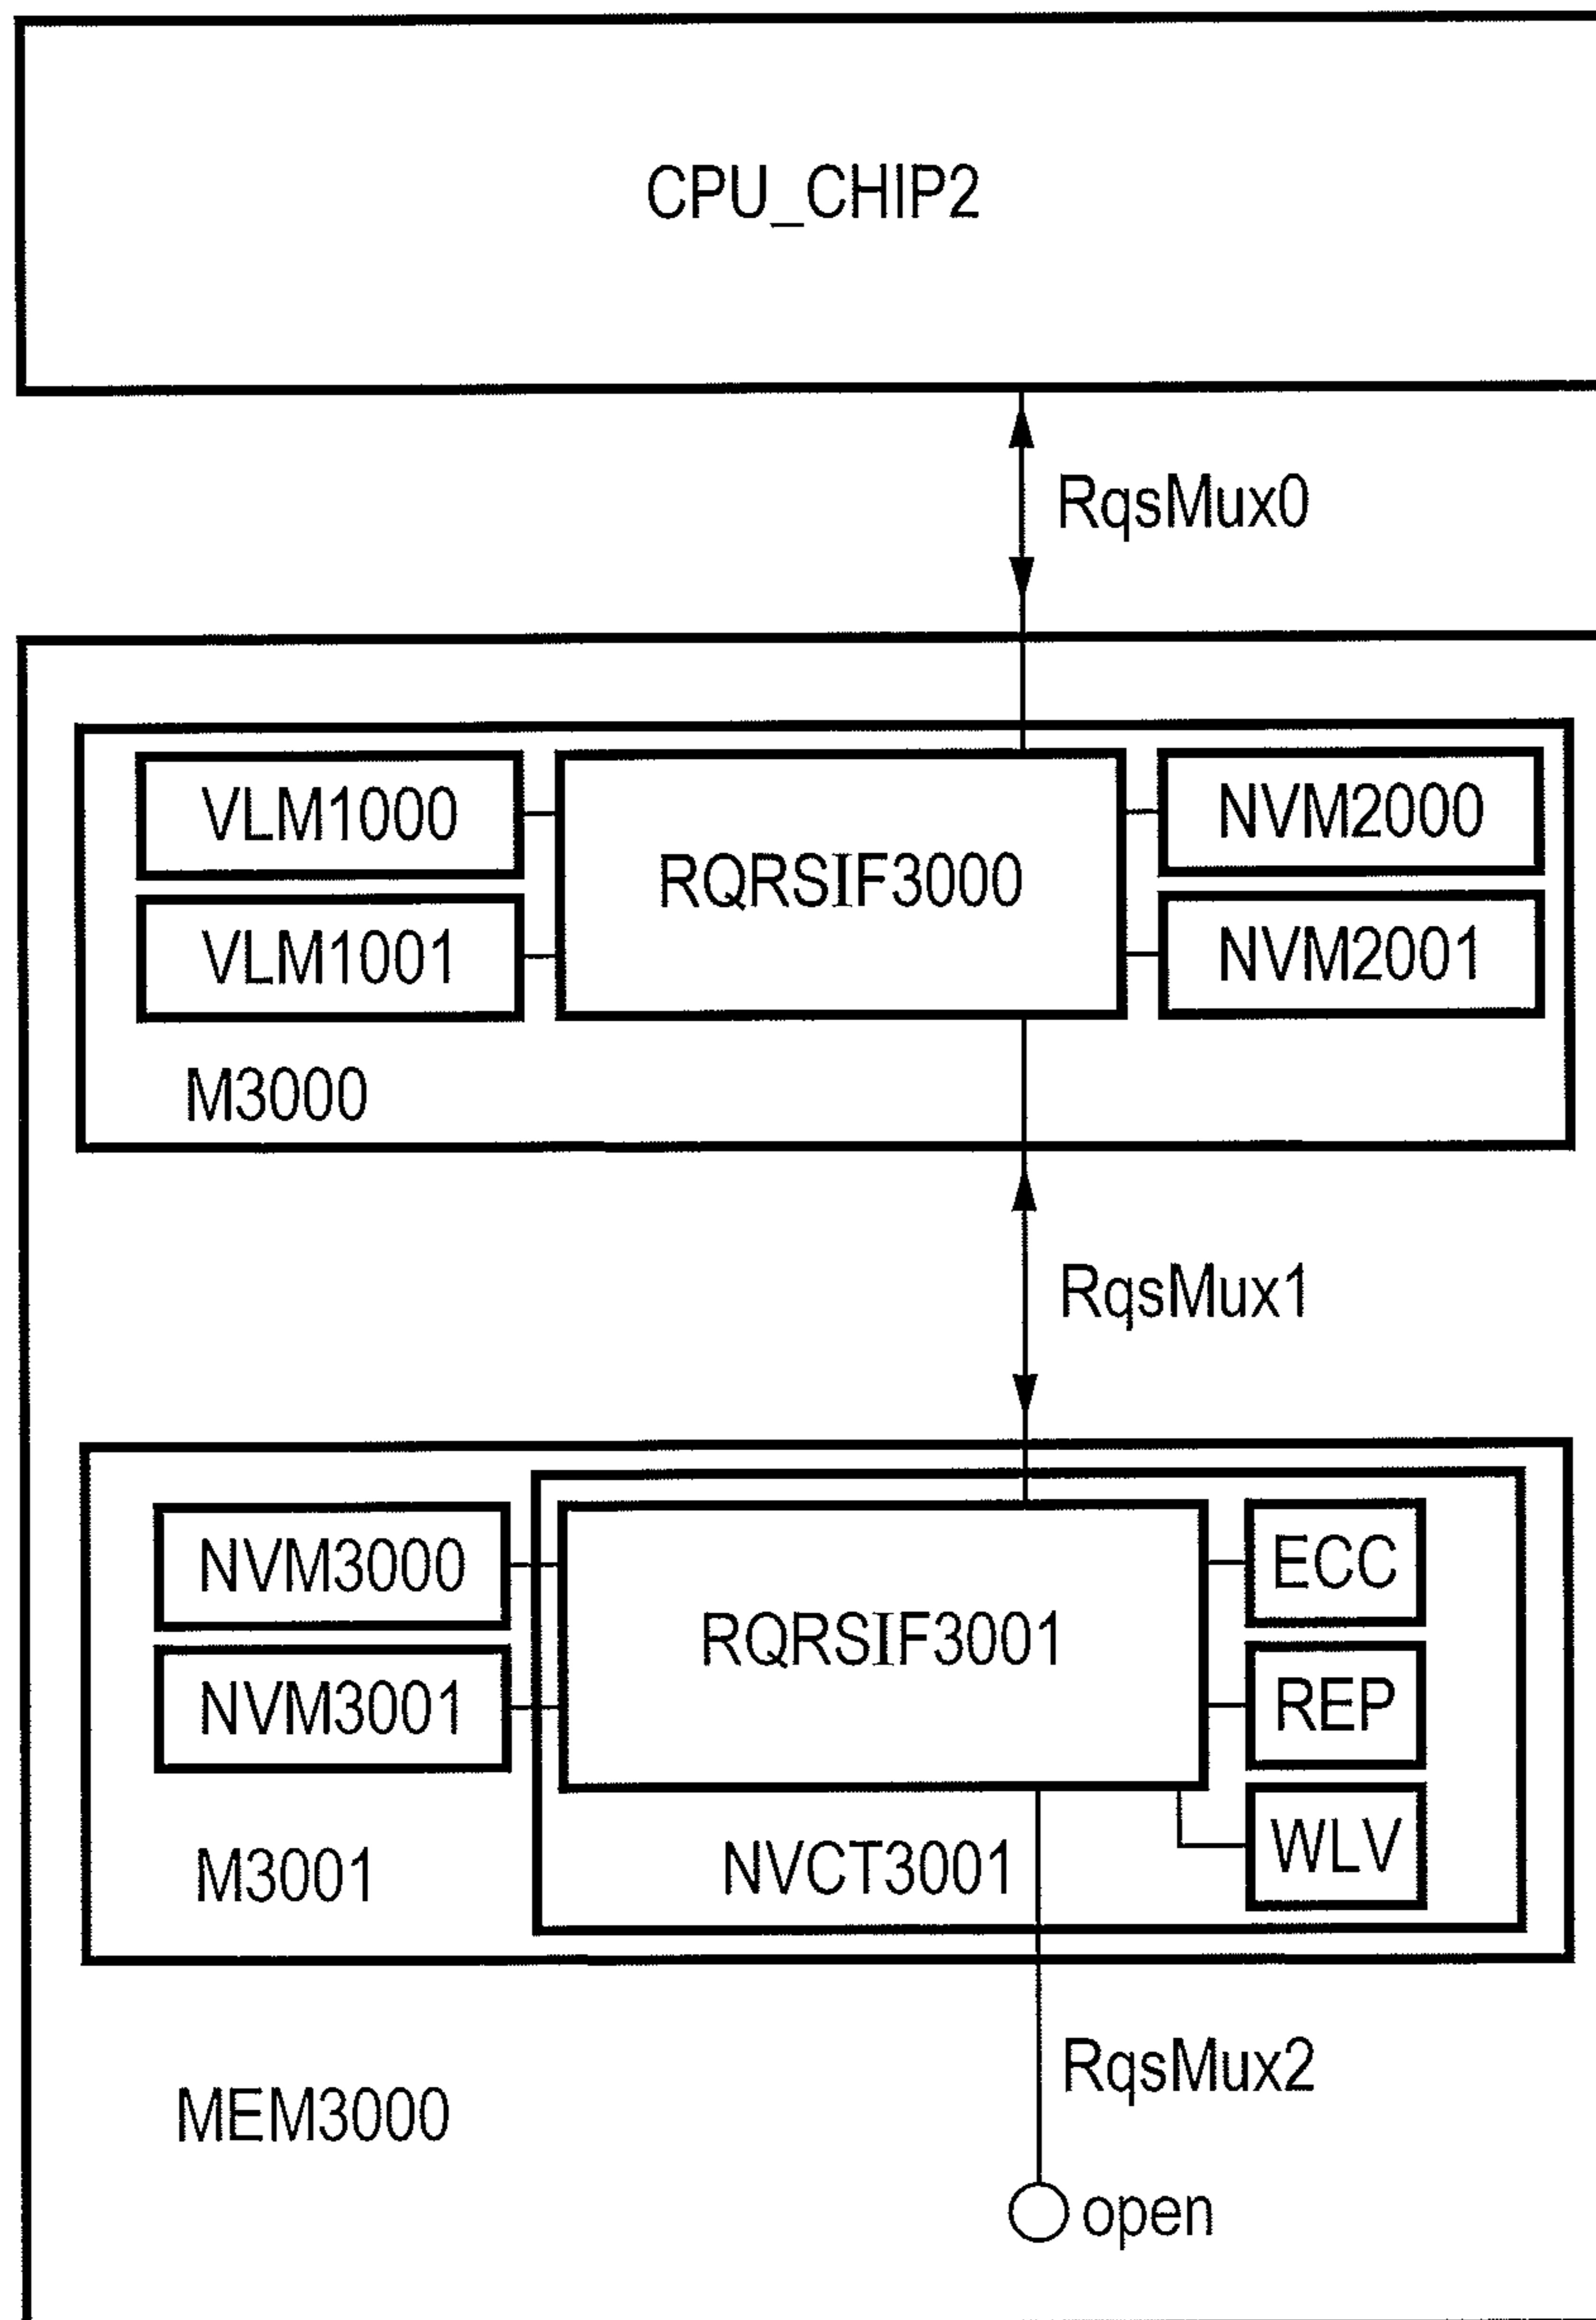 CPU_CHIP2
RqsMux0
VLM1000
NVM2000
RQRSIF3000
VLM1001
NVM2001
M3000
RqsMux1
NVM3000
ECC
RQRSIF3001
NVM3001
REP
WLV
M3001
NVCT3001
RqsMux2
MEM3000
open